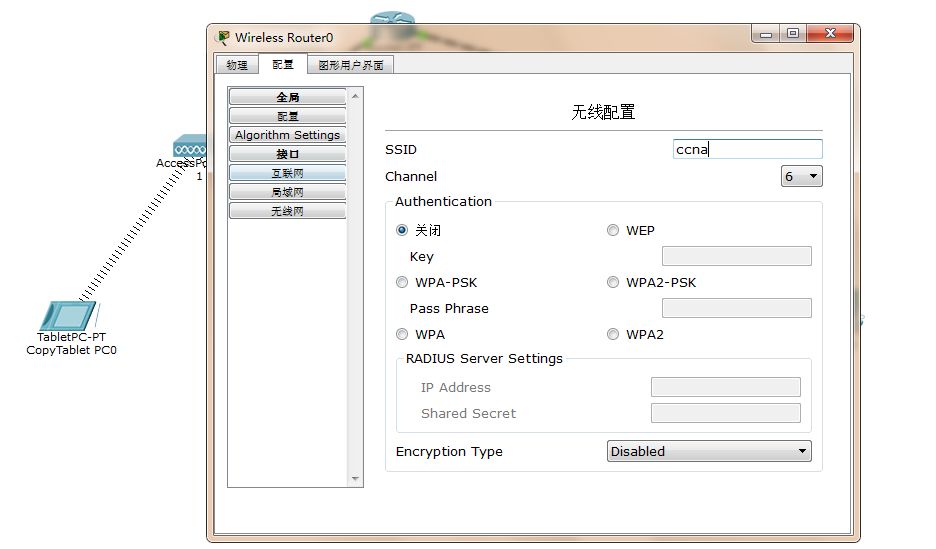 Wireless Router0
物理 配置 图形用户界面
全局
配置
Algorithm Settings
接口
互联网
局域网
无线网
无线配置
SSID ccna
Channel 6
Authentication
关闭 WEP
Key
WPA-PSK WPA2-PSK
Pass Phrase
WPA WPA2
RADIUS Server Settings
IP Address
Shared Secret
Encryption Type Disabled
AccessPo
1
TabletPC-PT
CopyTablet PC0